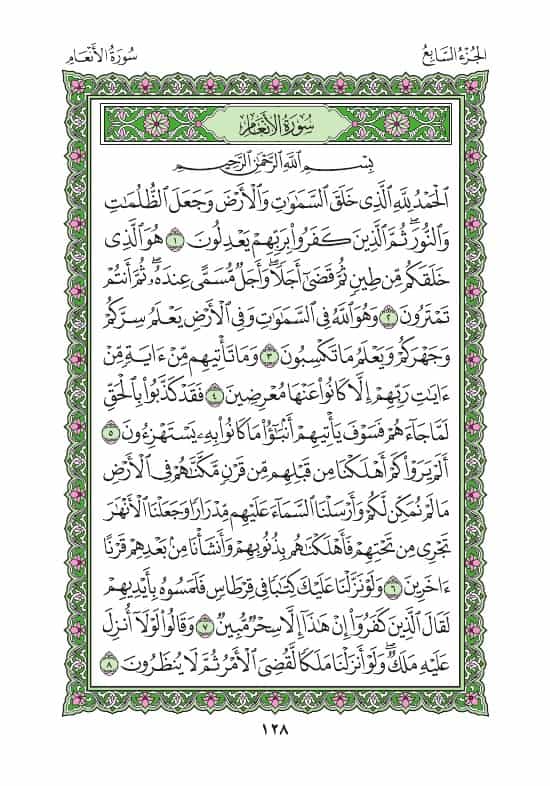 الجُزْءُ السَّابِعُ
سُورَةُ الأَنْعَامِ
سُورَةُ الأَنْعَامِ
بِسْمِ اللَّهِ الرَّحْمَٰنِ الرَّحِيمِ
ٱلْحَمْدُ لِلَّهِ ٱلَّذِى خَلَقَ ٱلسَّمَٰوَٰتِ وَٱلْأَرْضَ وَجَعَلَ ٱلظُّلُمَٰتِ
وَٱلنُّورَ ۖ ثُمَّ ٱلَّذِينَ كَفَرُوا۟ بِرَبِّهِمْ يَعْدِلُونَ ١ هُوَ ٱلَّذِى
خَلَقَكُم مِّن طِينٍ ثُمَّ قَضَىٰٓ أَجَلًا ۖ وَأَجَلٌ مُّسَمًّى عِندَهُۥ ۖ ثُمَّ أَنتُمْ
تَمْتَرُونَ ٢ وَهُوَ ٱللَّهُ فِى ٱلسَّمَٰوَٰتِ وَفِى ٱلْأَرْضِ يَعْلَمُ سِرَّكُمْ
وَجَهْرَكُمْ وَيَعْلَمُ مَا تَكْسِبُونَ ٣ وَمَا تَأْتِيهِم مِّنْ ءَايَةٍ مِّنْ
ءَايَٰتِ رَبِّهِمْ إِلَّا كَانُوا۟ عَنْهَا مُعْرِضِينَ ٤ فَقَدْ كَذَّبُوا۟ بِٱلْحَقِّ
لَمَّا جَآءَهُمْ فَسَوْفَ يَأْتِيهِمْ أَنۢبَٰٓؤُا۟ مَا كَانُوا۟ بِهِۦ يَسْتَهْزِءُونَ ٥
أَلَمْ يَرَوْا۟ كَمْ أَهْلَكْنَا مِن قَبْلِهِم مِّن قَرْنٍ مَّكَّنَّٰهُمْ فِى ٱلْأَرْضِ
مَا لَمْ نُمَكِّن لَّكُمْ وَأَرْسَلْنَا ٱلسَّمَآءَ عَلَيْهِم مِّدْرَارًا وَجَعَلْنَا ٱلْأَنْهَٰرَ
تَجْرِى مِن تَحْتِهِمْ فَأَهْلَكْنَٰهُم بِذُنُوبِهِمْ وَأَنشَأْنَا مِنۢ بَعْدِهِمْ قَرْنًا
ءَاخَرِينَ ٦ وَلَوْ نَزَّلْنَا عَلَيْكَ كِتَٰبًا فِى قِرْطَاسٍ فَلَمَسُوهُ بِأَيْدِيهِمْ
لَقَالَ ٱلَّذِينَ كَفَرُوٓا۟ إِنْ هَٰذَآ إِلَّا سِحْرٌ مُّبِينٌ ٧ وَقَالُوا۟ لَوْلَآ أُنزِلَ
عَلَيْهِ مَلَكٌ ۖ وَلَوْ أَنزَلْنَا مَلَكًا لَّقُضِىَ ٱلْأَمْرُ ثُمَّ لَا يُنظَرُونَ ٨
١٢٨